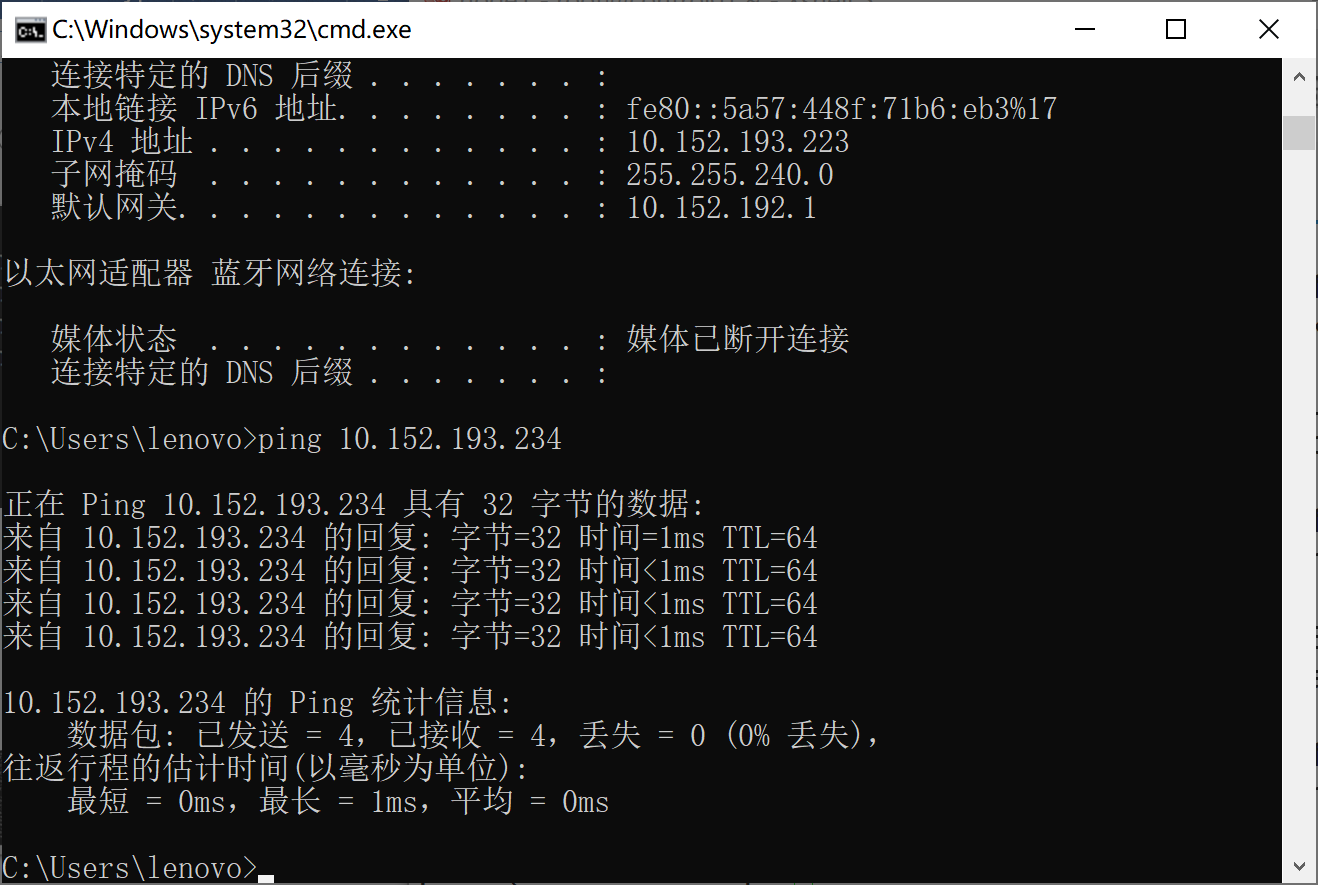 C:\Windows\system32\cmd.exe
连接特定的 DNS 后缀 . . . . . . . :
本地链接 IPv6 地址. . . . . . . . : fe80::5a57:448f:71b6:eb3%17
IPv4 地址 . . . . . . . . . . . . : 10.152.193.223
子网掩码  . . . . . . . . . . . . : 255.255.240.0
默认网关. . . . . . . . . . . . . : 10.152.192.1
以太网适配器 蓝牙网络连接:
媒体状态  . . . . . . . . . . . . : 媒体已断开连接
连接特定的 DNS 后缀 . . . . . . . :
C:\Users\lenovo>ping 10.152.193.234
正在 Ping 10.152.193.234 具有 32 字节的数据:
来自 10.152.193.234 的回复: 字节=32 时间=1ms TTL=64
来自 10.152.193.234 的回复: 字节=32 时间<1ms TTL=64
来自 10.152.193.234 的回复: 字节=32 时间<1ms TTL=64
来自 10.152.193.234 的回复: 字节=32 时间<1ms TTL=64
10.152.193.234 的 Ping 统计信息:
数据包: 已发送 = 4，已接收 = 4，丢失 = 0 (0% 丢失)，
往返行程的估计时间(以毫秒为单位):
最短 = 0ms，最长 = 1ms，平均 = 0ms
C:\Users\lenovo>